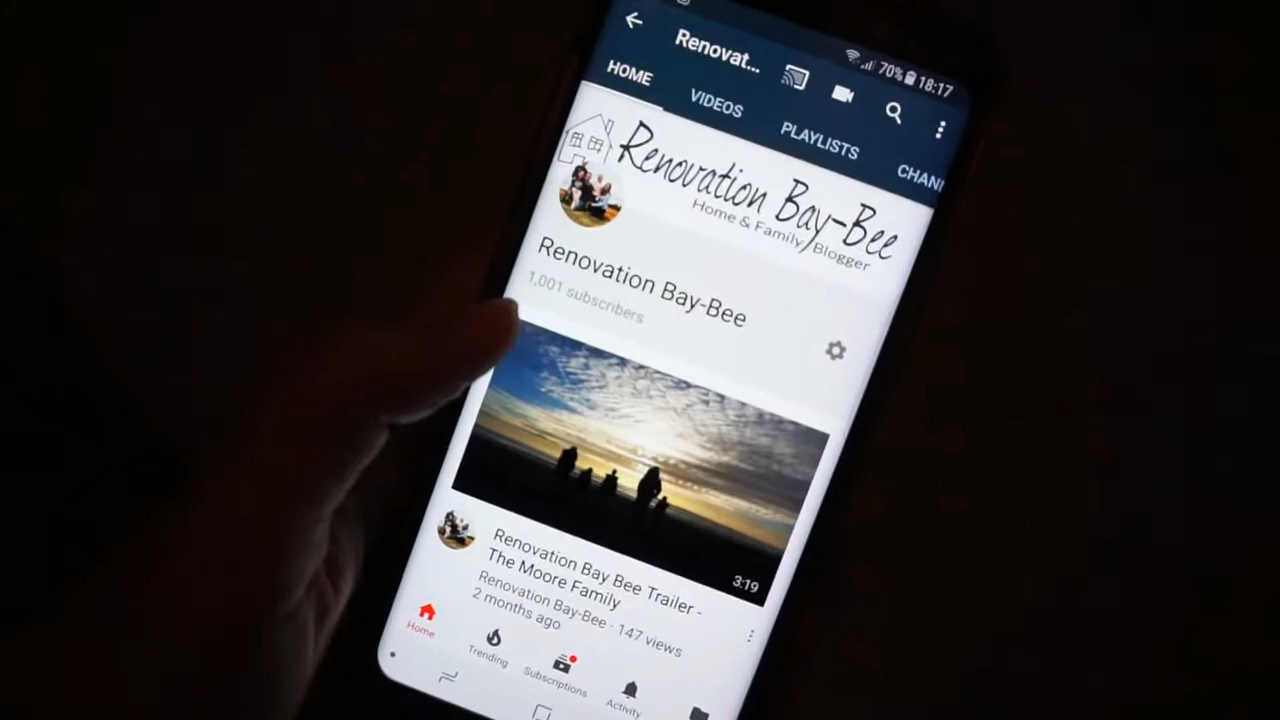 Renovat...
70% 18:17
HOME VIDEOS PLAYLISTS CHANN
Renovation Bay-Bee
Home & Family Blogger
Renovation Bay-Bee
1,001 subscribers
3:19
Renovation Bay Bee Trailer -
The Moore Family
Renovation Bay-Bee · 147 views
2 months ago
Home Trending Subscriptions Activity